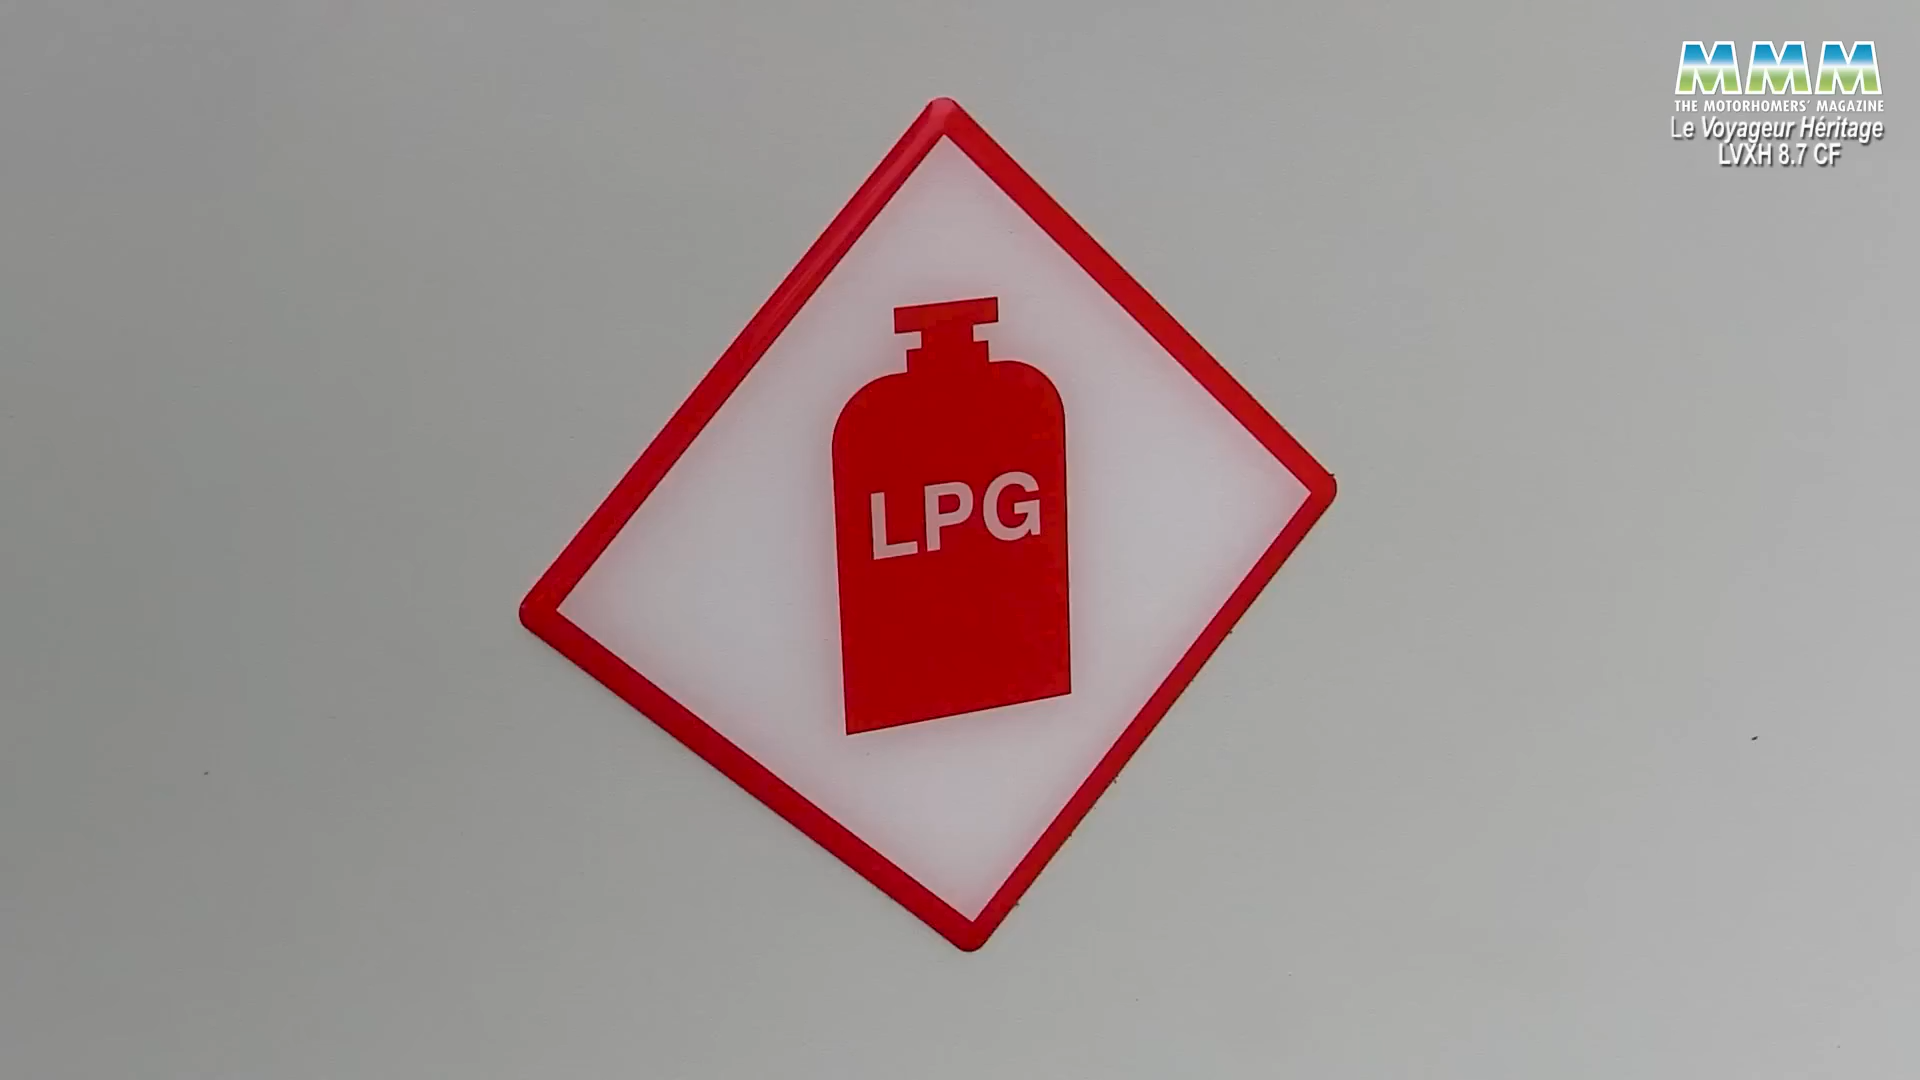 MMM
THE MOTORHOMERS' MAGAZINE
Le Voyageur Héritage
LVXH 8.7 CF
LPG